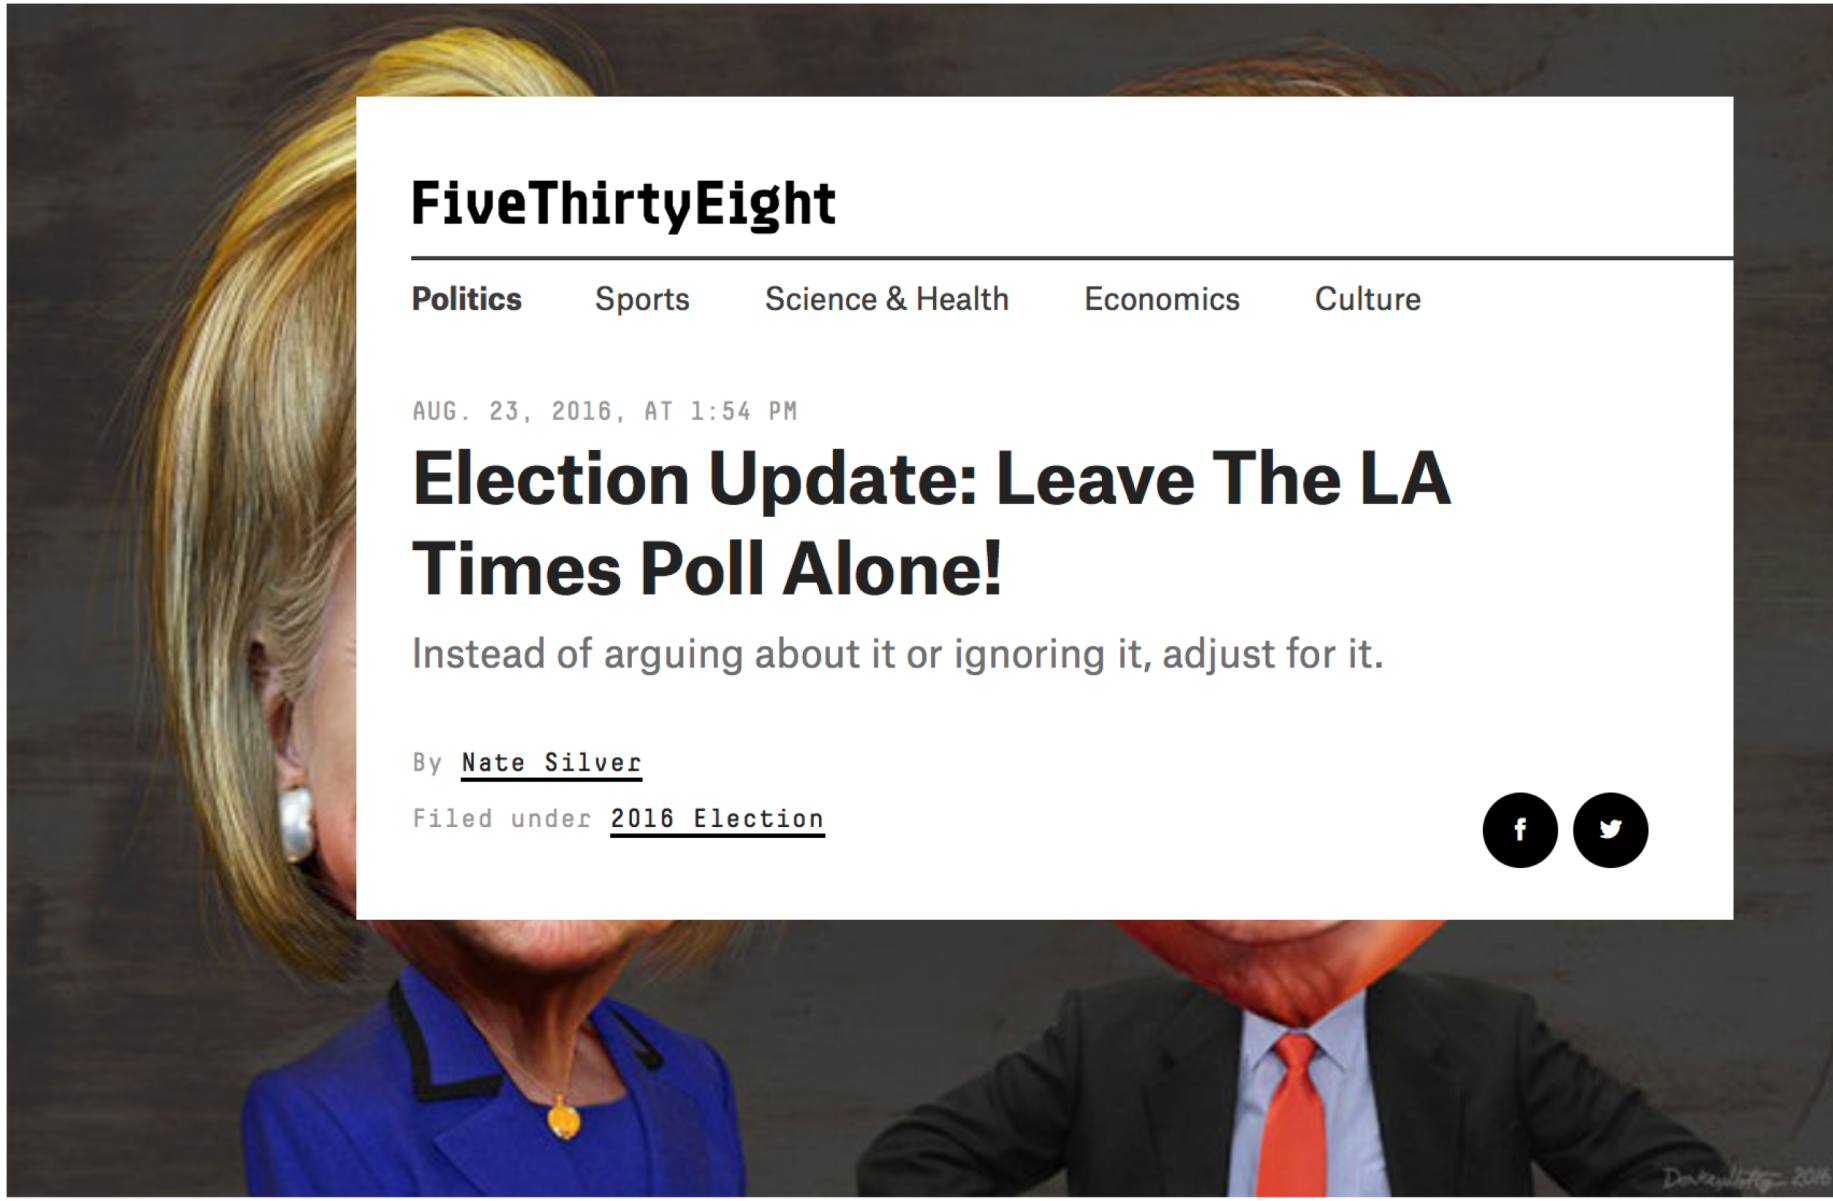 FiveThirtyEight
Politics Sports Science & Health Economics Culture
AUG. 23, 2016, AT 1:54 PM
Election Update: Leave The LA
Times Poll Alone!
Instead of arguing about it or ignoring it, adjust for it.
By Nate Silver
Filed under 2016 Election
2016